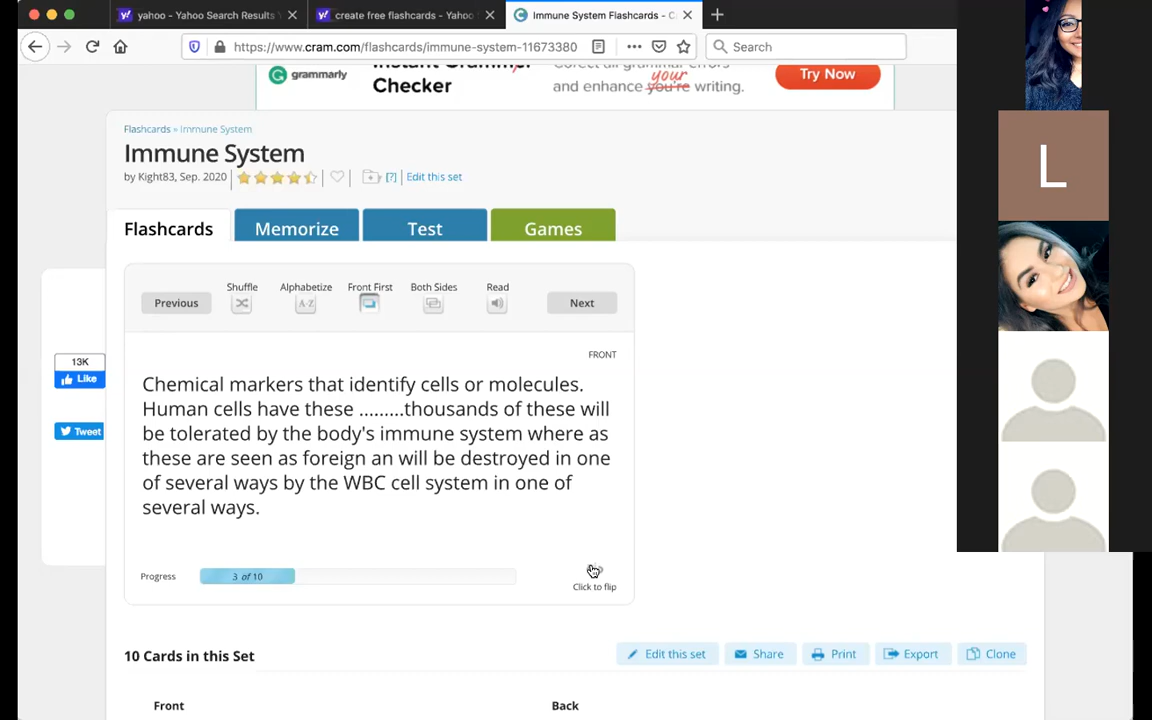 yahoo - Yahoo Search Results
create free flashcards - Yahoo
Immune System Flashcards - C
https://www.cram.com/flashcards/immune-system-11673380
Search
grammarly
Instant Grammer
Checker
Corect all grammar errors
your
and enhance you're writing.
Try Now
Flashcards » Immune System
Immune System
by Kight83, Sep. 2020
[?]
Edit this set
Flashcards
Memorize
Test
Games
Previous
Shuffle
Alphabetize
A-Z
Front First
Both Sides
Read
Next
FRONT
Chemical markers that identify cells or molecules.
Human cells have these .........thousands of these will
be tolerated by the body's immune system where as
these are seen as foreign an will be destroyed in one
of several ways by the WBC cell system in one of
several ways.
13K
Like
Tweet
Progress
3 of 10
Click to flip
10 Cards in this Set
Edit this set
Share
Print
Export
Clone
Front
Back
L